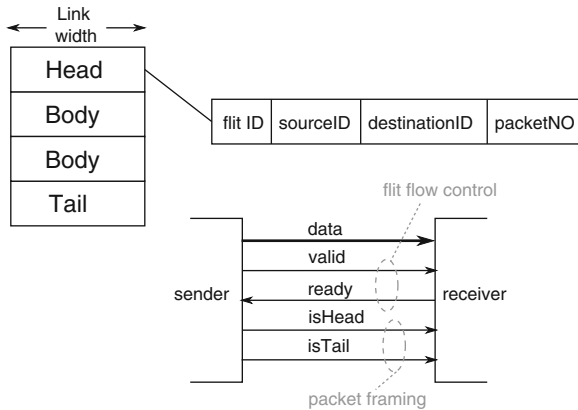 Link
width
Head
Body
Body
Tail
flit ID sourceID destinationID packetNO
flit flow control
data
valid
sender ready receiver
isHead
isTail
packet framing